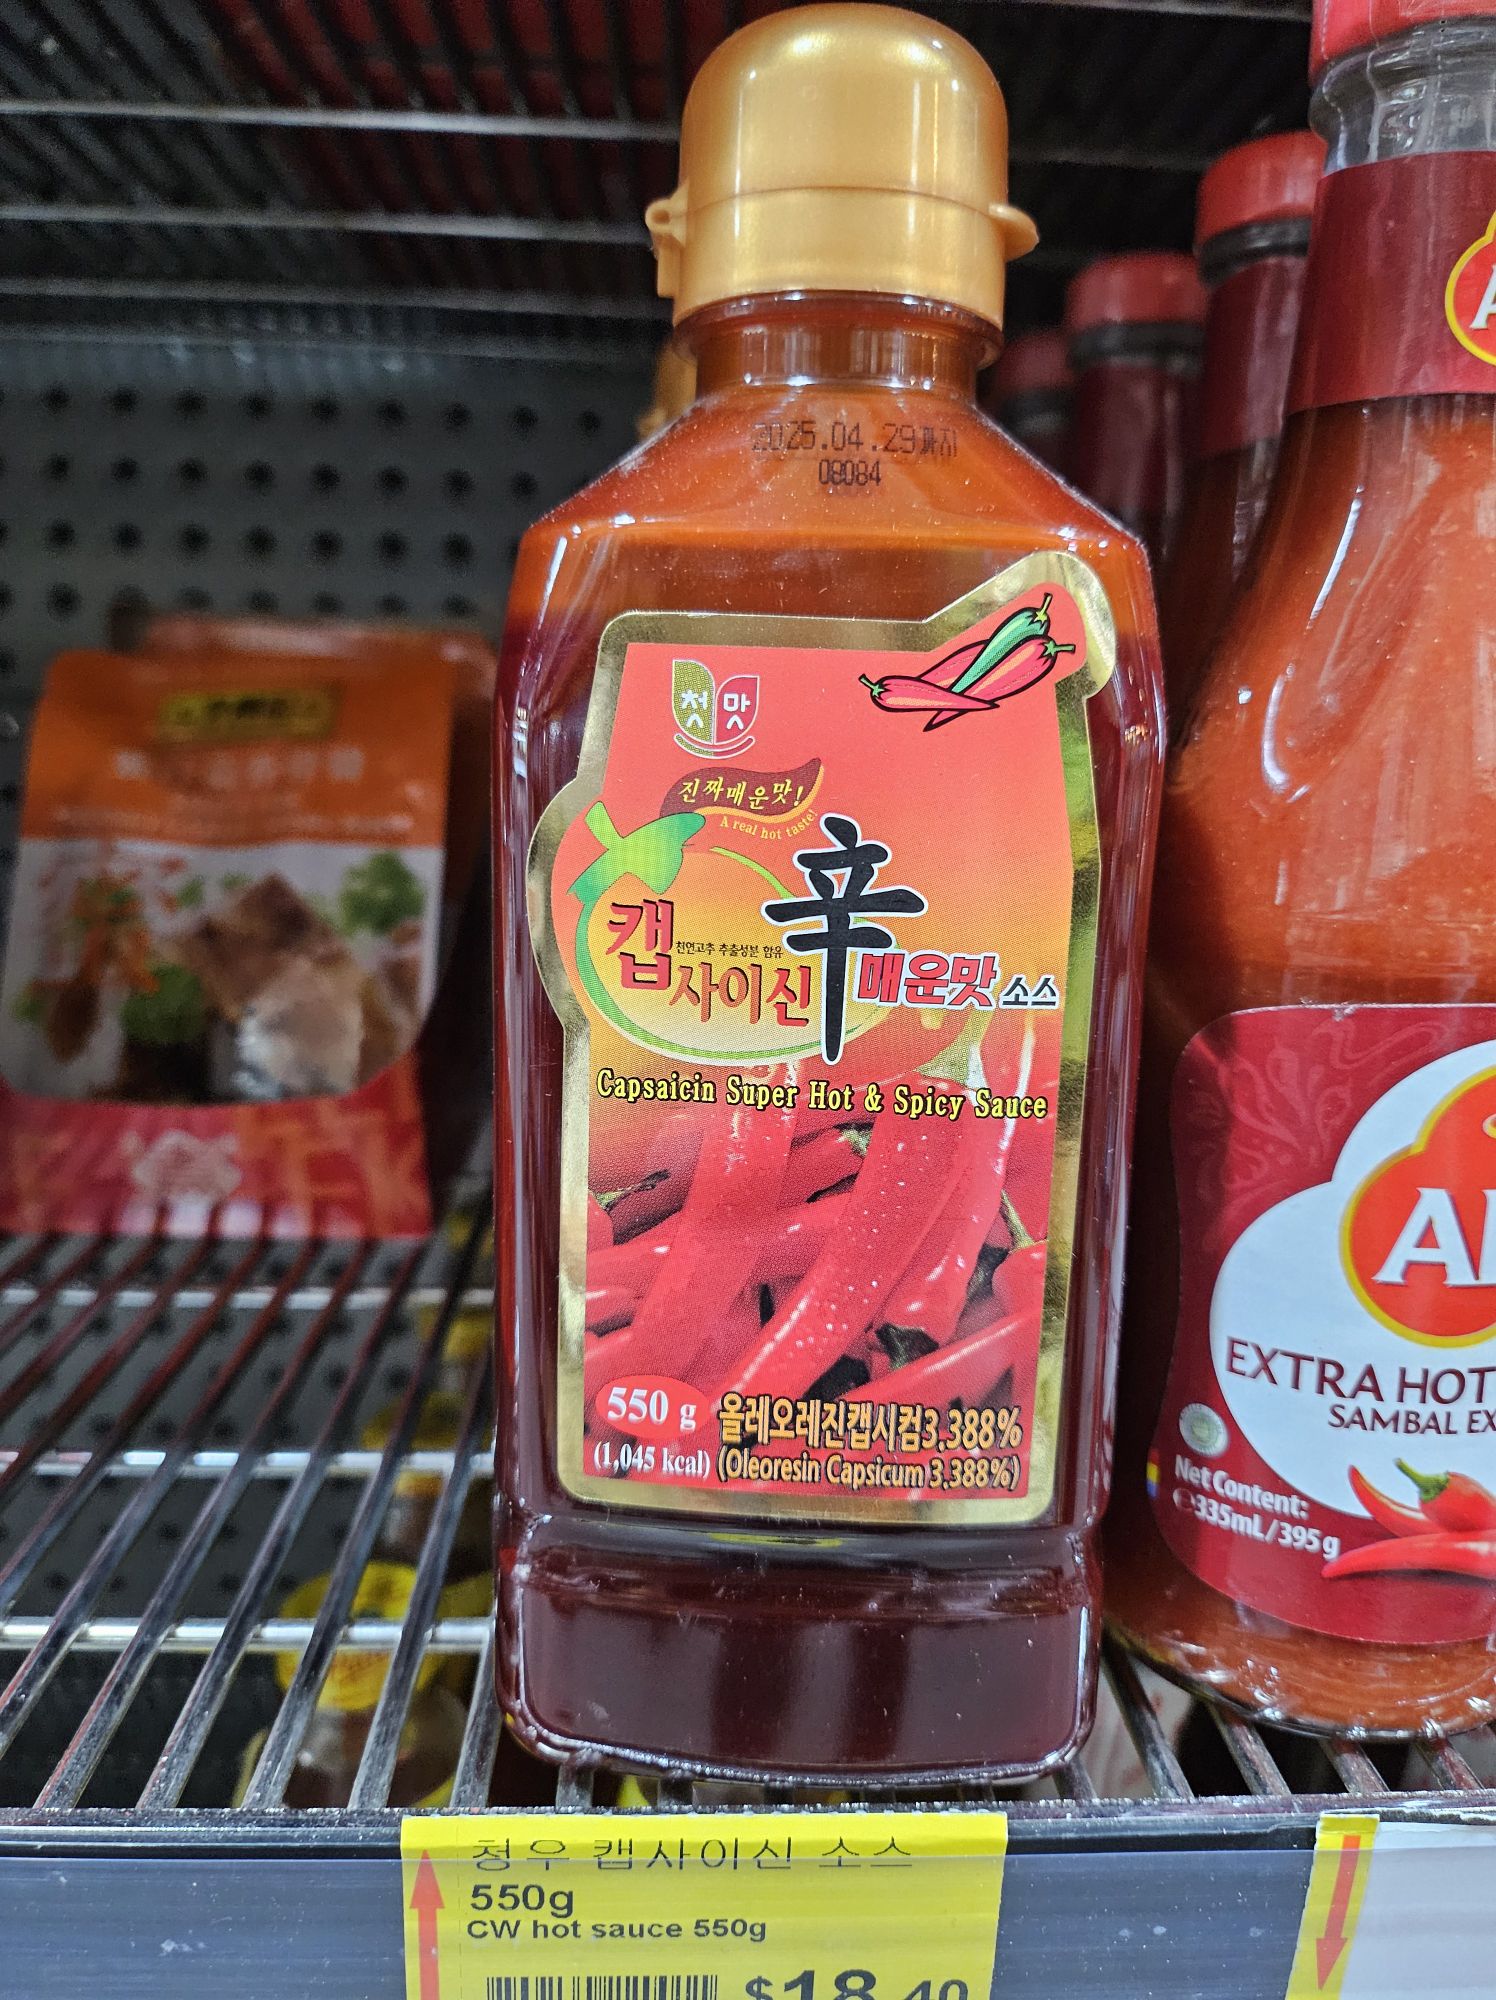 2025.04.29까지
08084
첫맛
진짜매운맛!
A real hot taste!
辛
캡사이신
천연고추 추출성분 함유
매운맛 소스
Capsaicin Super Hot & Spicy Sauce
550 g
(1,045 kcal)
올레오레진캡시컴3.388%
(Oleoresin Capsicum 3.388%)
EXTRA HOT
SAMBAL
Net Content:
335mL/395g
청우 캡사이신 소스
550g
CW hot sauce 550g
$18.40